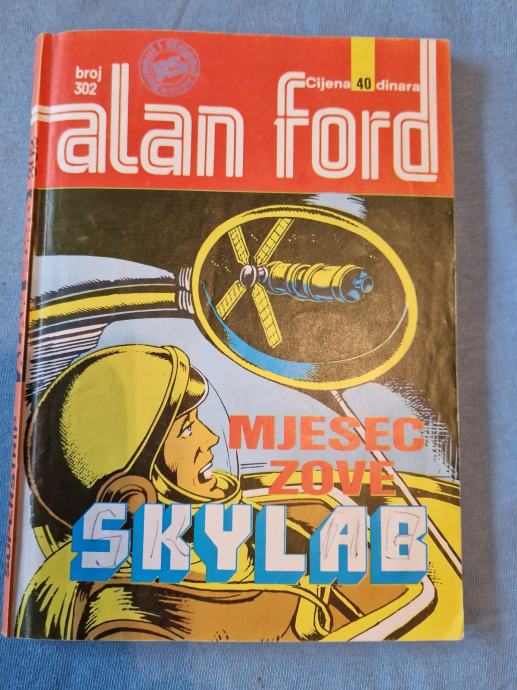 broj
302
Cijena 40 dinara
alan ford
MJESEC
ZOVE
SKYLAB